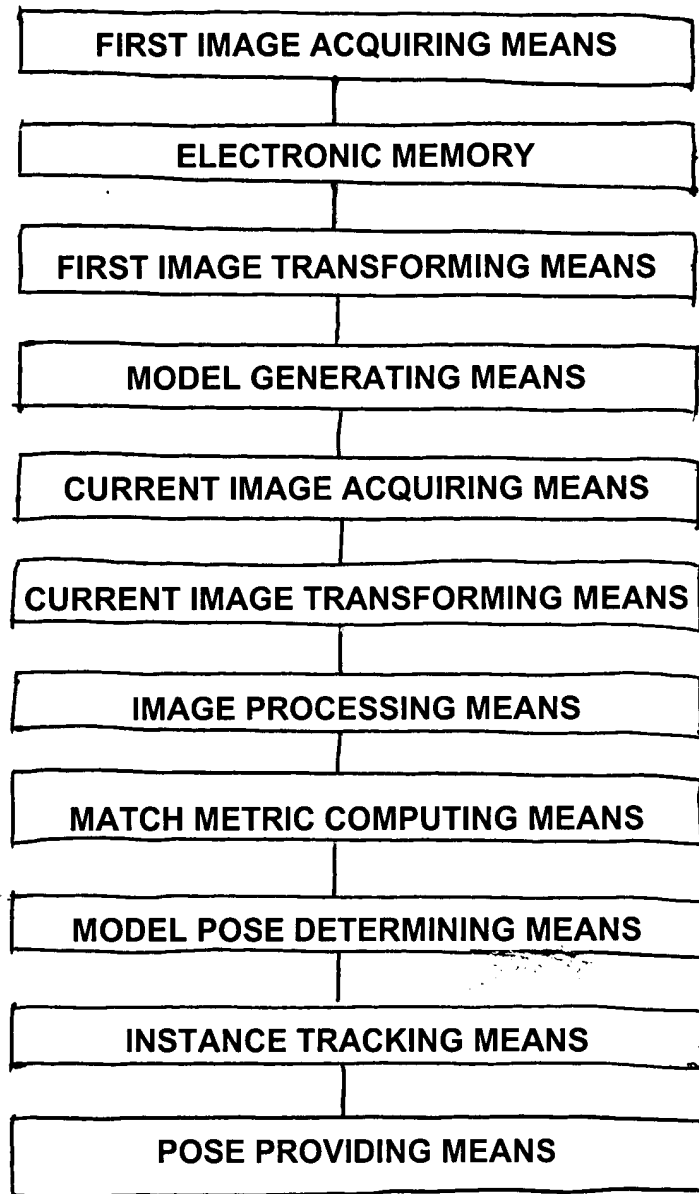 FIRST IMAGE ACQUIRING MEANS
ELECTRONIC MEMORY
FIRST IMAGE TRANSFORMING MEANS
MODEL GENERATING MEANS
CURRENT IMAGE ACQUIRING MEANS
CURRENT IMAGE TRANSFORMING MEANS
IMAGE PROCESSING MEANS
MATCH METRIC COMPUTING MEANS
MODEL POSE DETERMINING MEANS
INSTANCE TRACKING MEANS
POSE PROVIDING MEANS